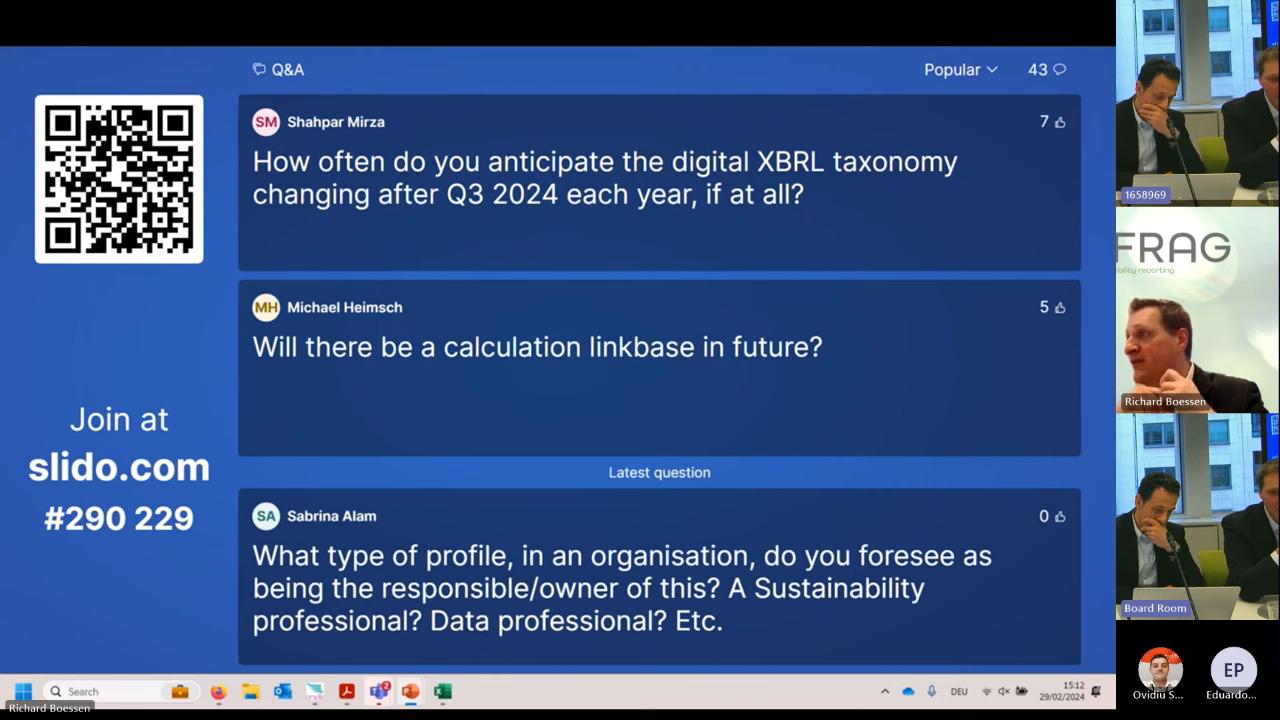 Q&A
Popular
43
SM
Shahpar Mirza
7
How often do you anticipate the digital XBRL taxonomy
changing after Q3 2024 each year, if at all?
MH
Michael Heimsch
5
Will there be a calculation linkbase in future?
Join at
slido.com
#290 229
Latest question
SA
Sabrina Alam
0
What type of profile, in an organisation, do you foresee as
being the responsible/owner of this? A Sustainability
professional? Data professional? Etc.
Search
2
DEU
15:12
29/02/2024
Richard Boessen
1658969
FRAG
bility reporting
Richard Boessen
Board Room
EP
Ovidiu S...
Eduardo...